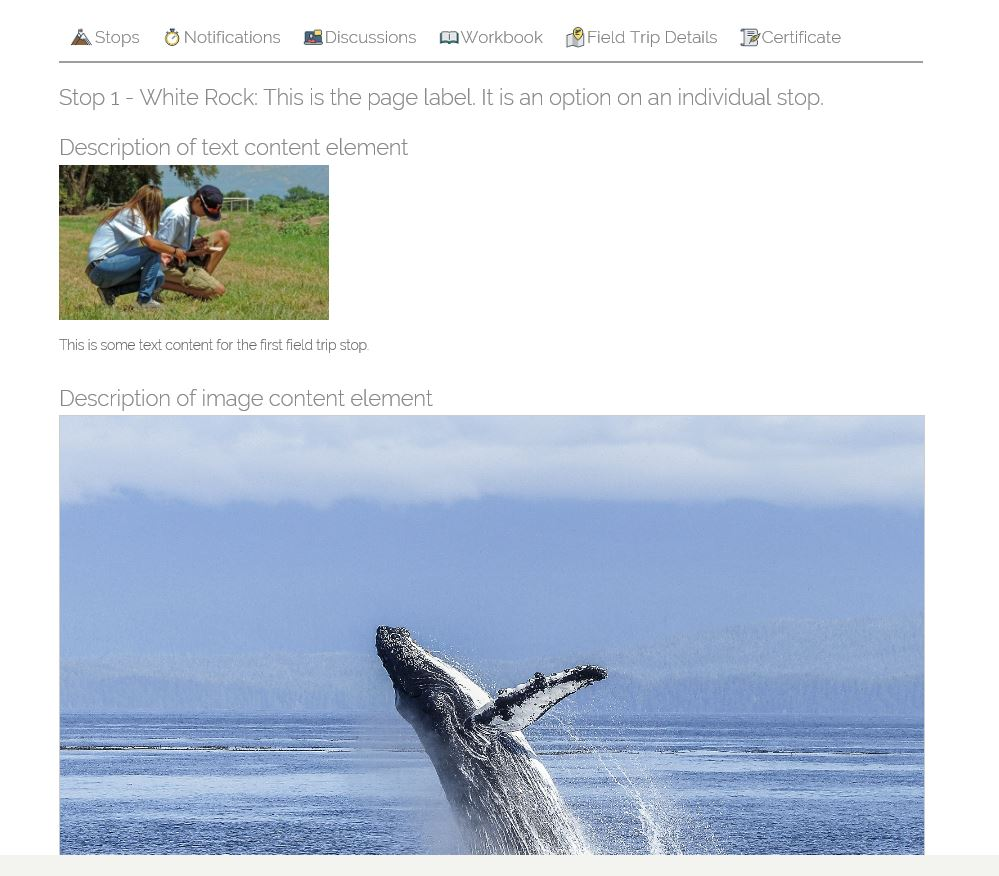 Stops Notifications Discussions Workbook Field Trip Details Certificate
Stop 1 - White Rock: This is the page label. It is an option on an individual stop.
Description of text content element
This is some text content for the first field trip stop.
Description of image content element